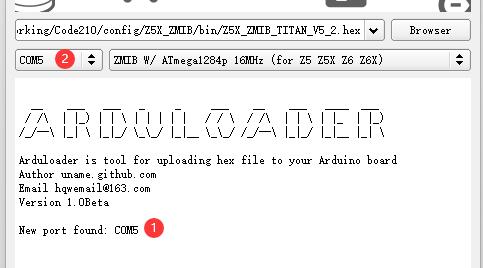 orking/Code210/config/Z5X_ZMIB/bin/Z5X_ZMIB_TITAN_V5_2.hex Browser
COM5 2 ZMIB W/ ATmega1284p 16MHz (for Z5 Z5X Z6 Z6X)
ARDULOADER
Arduloader is tool for uploading hex file to your Arduino board
Author uname.github.com
Email hqwemail@163.com
Version 1.0Beta
New port found: COM5 1